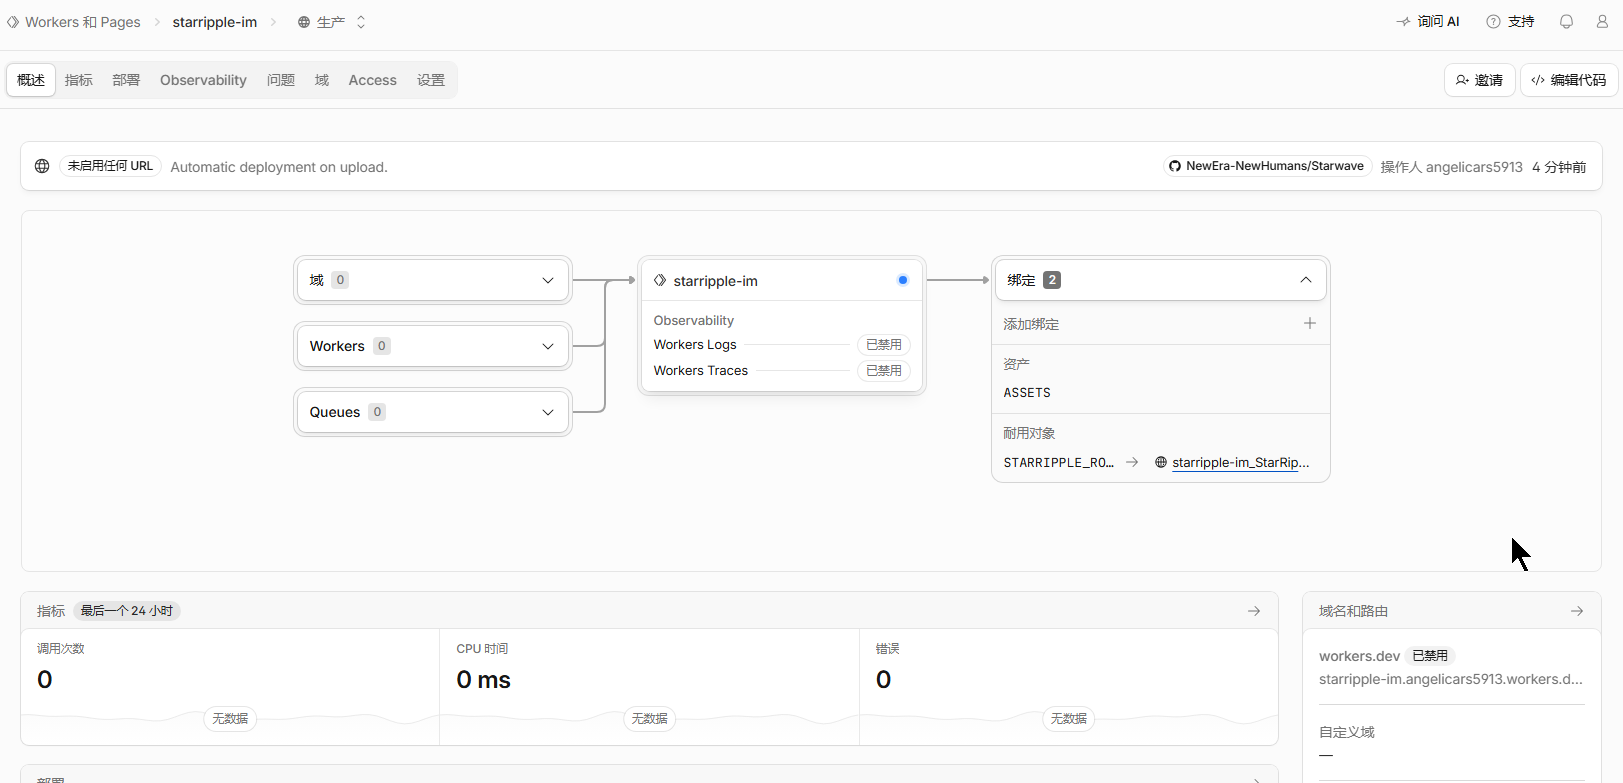 Workers 和 Pages
starripple-im
生产
询问 AI
支持
概述
指标
部署
Observability
问题
域
Access
设置
邀请
编辑代码
未启用任何 URL
Automatic deployment on upload.
NewEra-NewHumans/Starwave
操作人 angelicars5913
4 分钟前
域 0
Workers 0
Queues 0
starripple-im
Observability
Workers Logs
已禁用
Workers Traces
已禁用
绑定 2
添加绑定
资产
ASSETS
耐用对象
STARRIPPLE_RO...
starripple-im_StarRip...
指标
最后一个 24 小时
调用次数
0
无数据
CPU 时间
0 ms
无数据
错误
0
无数据
域名和路由
workers.dev
已禁用
starripple-im.angelicars5913.workers.d...
自定义域
—